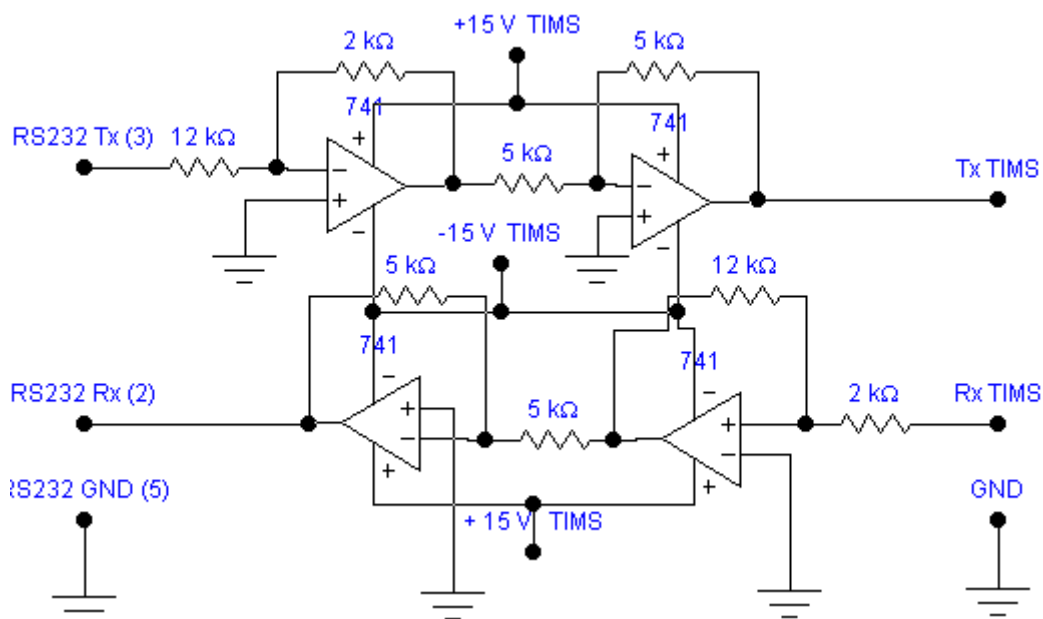 +15 V TIMS
2 kΩ
5 kΩ
741
741
RS232 Tx (3)
12 kΩ
+
+
−
−
5 kΩ
Tx TIMS
+
+
−
−
-15 V TIMS
5 kΩ
12 kΩ
741
741
−
−
RS232 Rx (2)
2 kΩ
Rx TIMS
+
5 kΩ
+
−
−
+
+
RS232 GND (5)
GND
+ 15 V TIMS